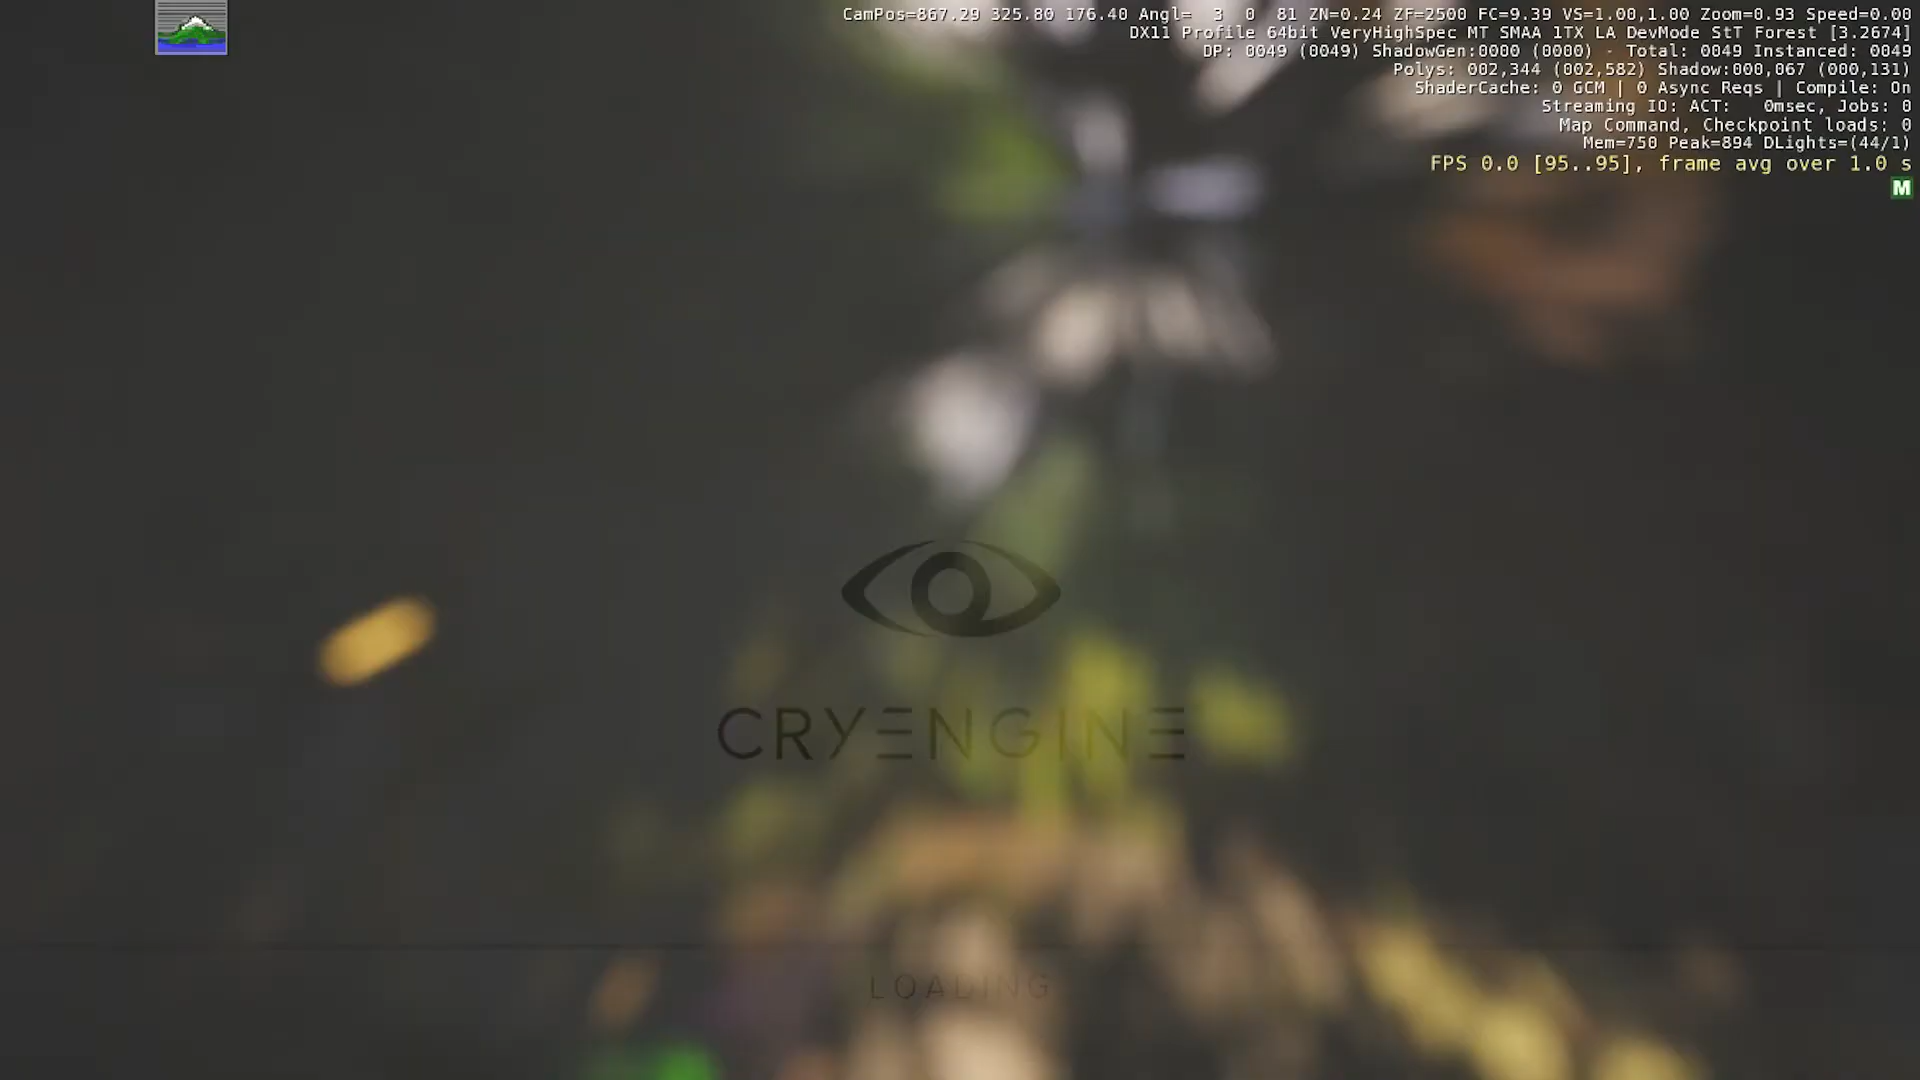 CamPos=867.29 325.80 176.40 Angl=  3  0  81 ZN=0.24 ZF=2500 FC=9.39 VS=1.00,1.00 Zoom=0.93 Speed=0.00
DX11 Profile 64bit VeryHighSpec MT SMAA 1TX LA DevMode StT Forest [3.2674]
DP: 0049 (0049) ShadowGen:0000 (0000) - Total: 0049 Instanced: 0049
Polys: 002,344 (002,582) Shadow:000,067 (000,131)
ShaderCache: 0 GCM | 0 Async Reqs | Compile: On
Streaming IO: ACT:   0msec, Jobs: 0
Map Command, Checkpoint loads: 0
Mem=750 Peak=894 DLights=(44/1)
FPS 0.0 [95..95], frame avg over 1.0 s
M
CRYENGINE
LOADING